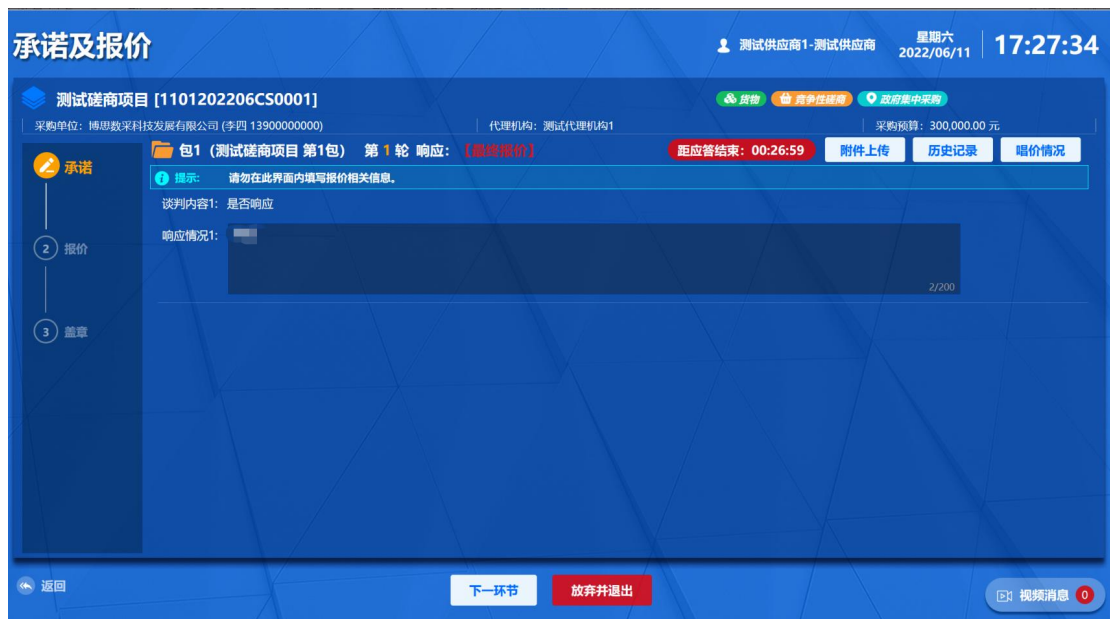 承诺及报价
测试供应商1-测试供应商
星期六
2022/06/11
17:27:34
测试磋商项目 [1101202206CS0001]
货物
竞争性磋商
政府集中采购
采购单位: 博思数采科技发展有限公司 (李四 13900000000)
代理机构: 测试代理机构1
采购预算: 300,000.00 元
承诺
2 报价
3 盖章
包1 (测试磋商项目 第1包) 第 1 轮 响应: 【最终报价】
距应答结束: 00:26:59
附件上传
历史记录
唱价情况
提示: 请勿在此界面内填写报价相关信息。
谈判内容1: 是否响应
响应情况1:
2/200
返回
下一环节
放弃并退出
视频消息 0